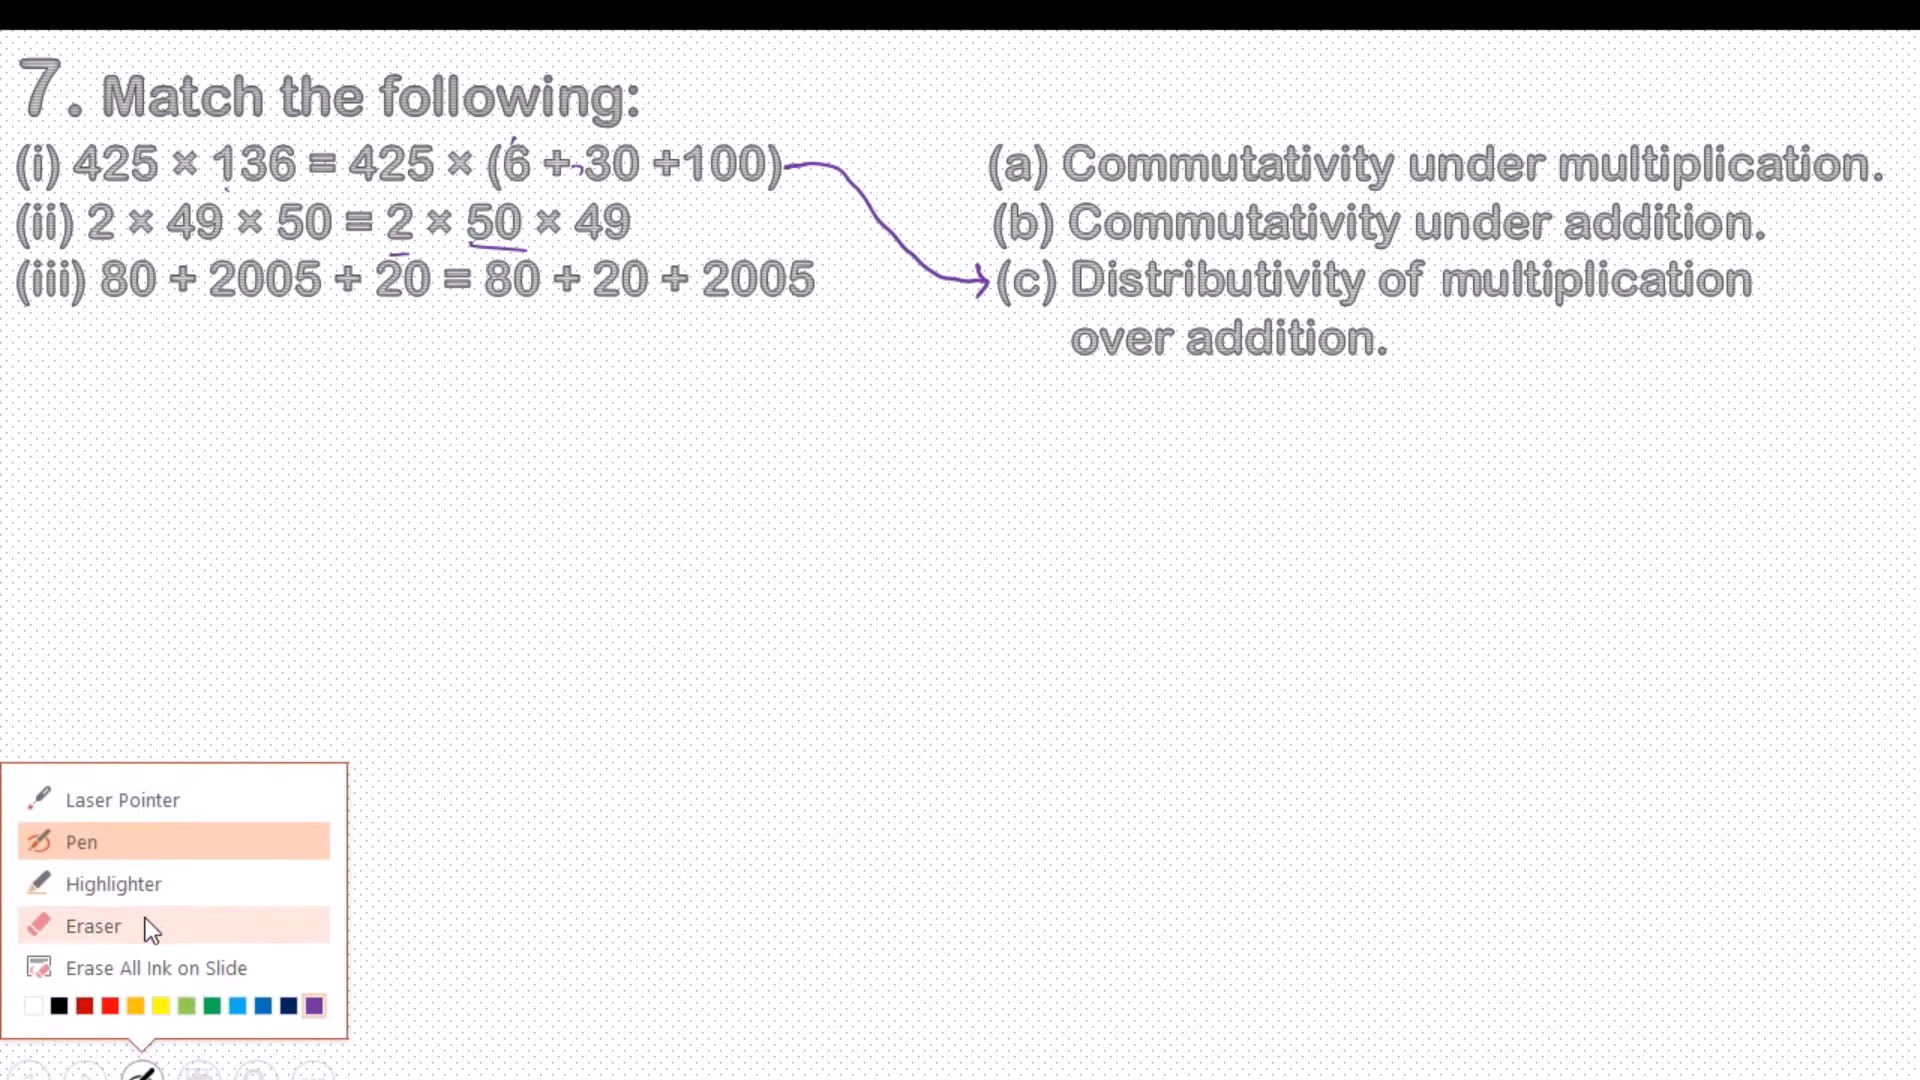 7. Match the following:
(i) 425 × 136 = 425 × (6 + 30 +100)
(a) Commutativity under multiplication.
(ii) 2 × 49 × 50 = 2 × 50 × 49
(b) Commutativity under addition.
(iii) 80 + 2005 + 20 = 80 + 20 + 2005
(c) Distributivity of multiplication
over addition.
Laser Pointer
Pen
Highlighter
Eraser
Erase All Ink on Slide